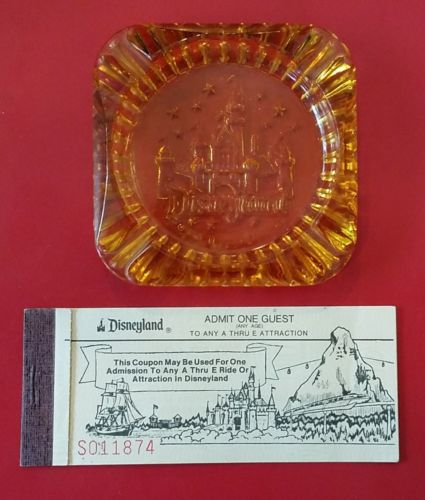 Disneyland
Disneyland ®
ADMIT ONE GUEST
(ANY AGE)
TO ANY A THRU E ATTRACTION
This Coupon May Be Used For One
Admission To Any A Thru E Ride Or
Attraction In Disneyland
S011874